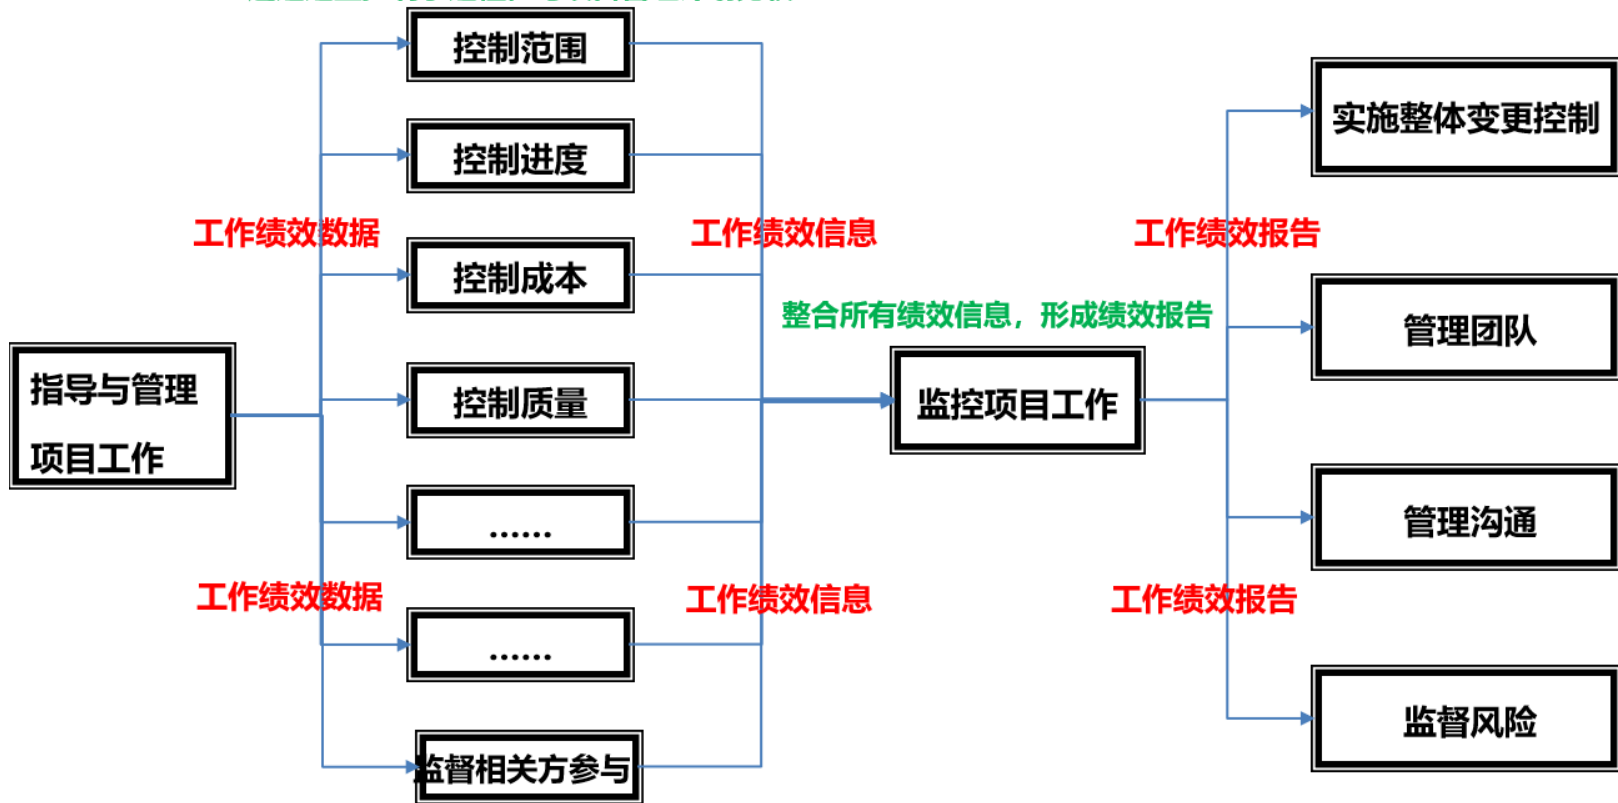 控制范围
控制进度
工作绩效数据
控制成本
控制质量
指导与管理
项目工作
......
工作绩效数据
......
监督相关方参与
工作绩效信息
工作绩效信息
整合所有绩效信息，形成绩效报告
监控项目工作
工作绩效报告
工作绩效报告
实施整体变更控制
管理团队
管理沟通
监督风险